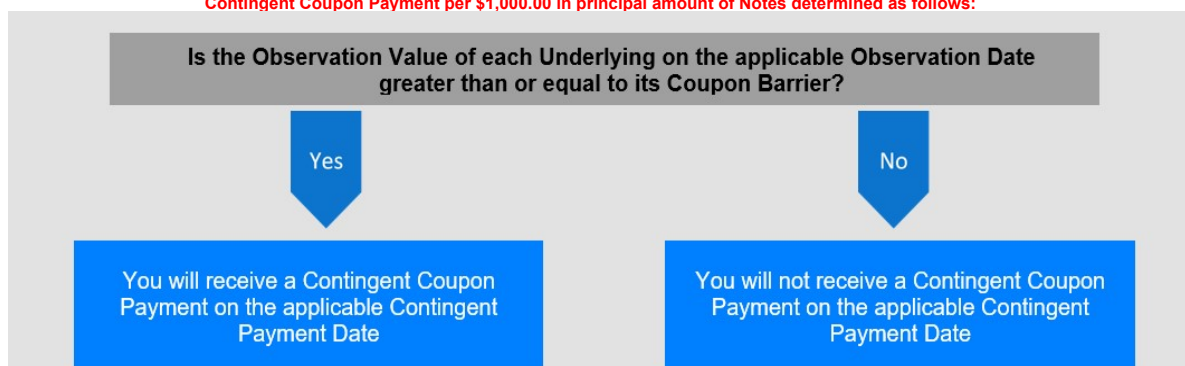 Contingent Coupon Payment per $1,000.00 in principal amount of Notes determined as follows:
Is the Observation Value of each Underlying on the applicable Observation Date
greater than or equal to its Coupon Barrier?
Yes
No
You will receive a Contingent Coupon
Payment on the applicable Contingent
Payment Date
You will not receive a Contingent Coupon
Payment on the applicable Contingent
Payment Date